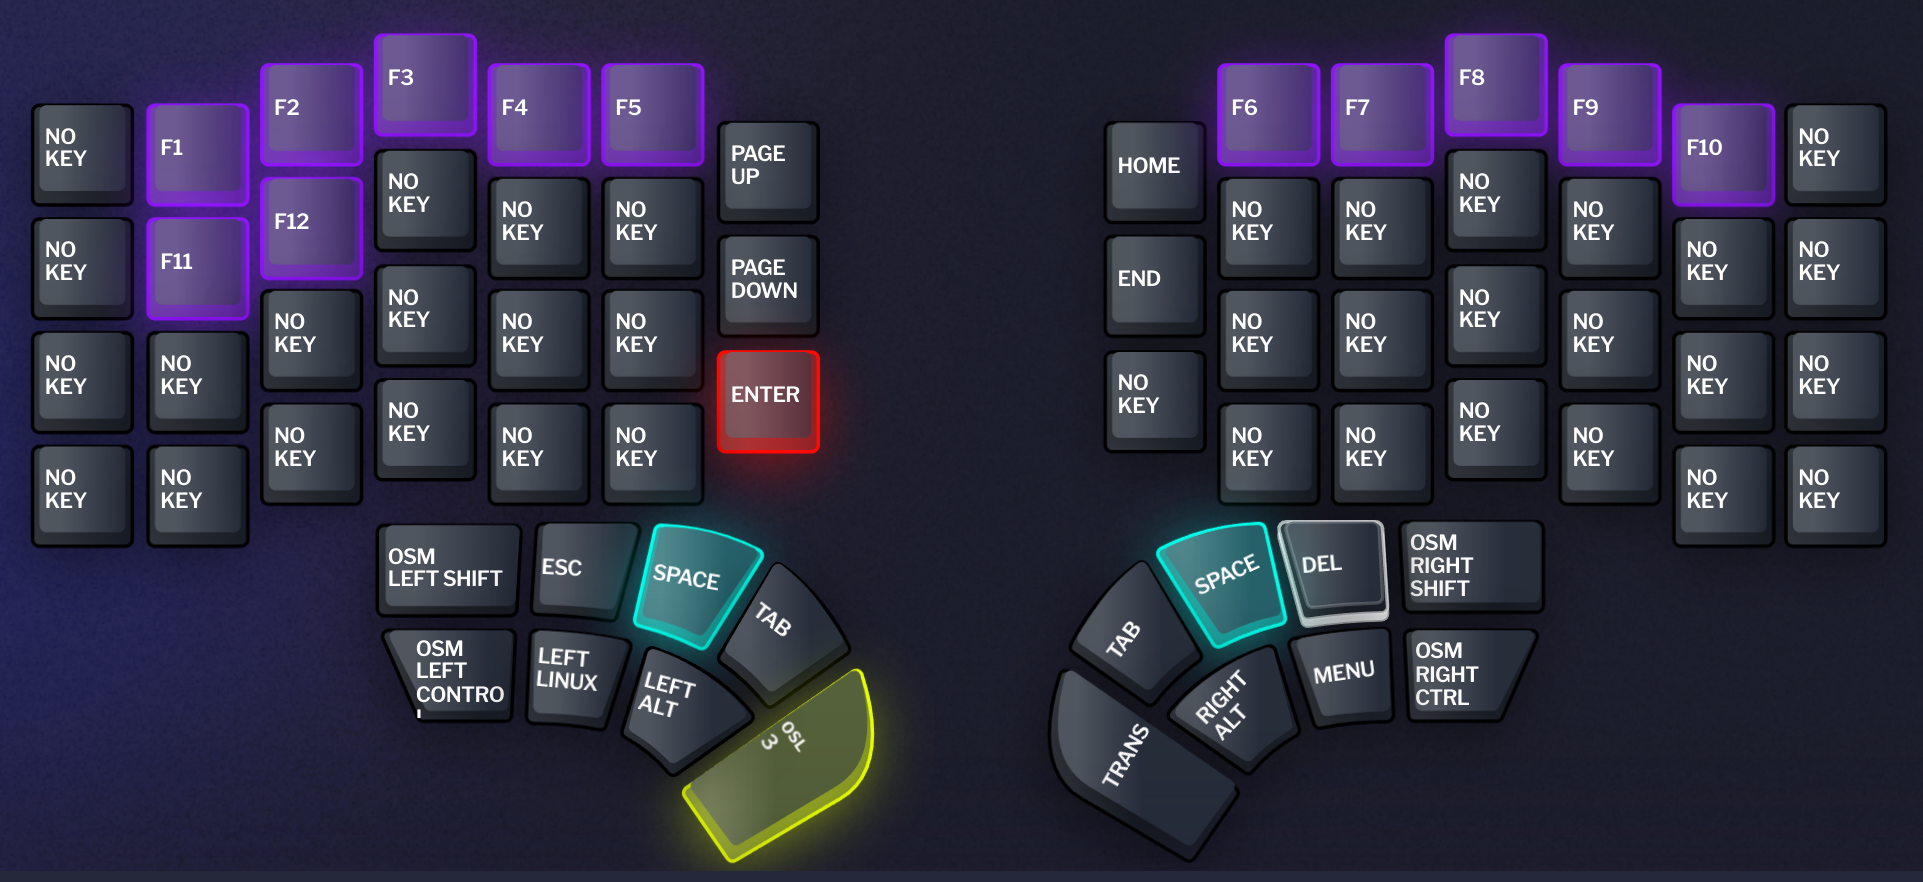 NO
KEY
F1
F2
F3
F4
F5
PAGE
UP
HOME
F6
F7
F8
F9
F10
NO
KEY
NO
KEY
F11
F12
NO
KEY
NO
KEY
NO
KEY
PAGE
DOWN
END
NO
KEY
NO
KEY
NO
KEY
NO
KEY
NO
KEY
NO
KEY
NO
KEY
NO
KEY
NO
KEY
NO
KEY
NO
KEY
NO
KEY
ENTER
NO
KEY
NO
KEY
NO
KEY
NO
KEY
NO
KEY
NO
KEY
NO
KEY
NO
KEY
NO
KEY
NO
KEY
NO
KEY
NO
KEY
NO
KEY
NO
KEY
NO
KEY
NO
KEY
NO
KEY
NO
KEY
NO
KEY
OSM
LEFT SHIFT
ESC
SPACE
TAB
TAB
SPACE
DEL
OSM
RIGHT
SHIFT
OSM
LEFT
CONTRO
LEFT
LINUX
LEFT
ALT
OSL
3
TRANS
RIGHT
ALT
MENU
OSM
RIGHT
CTRL